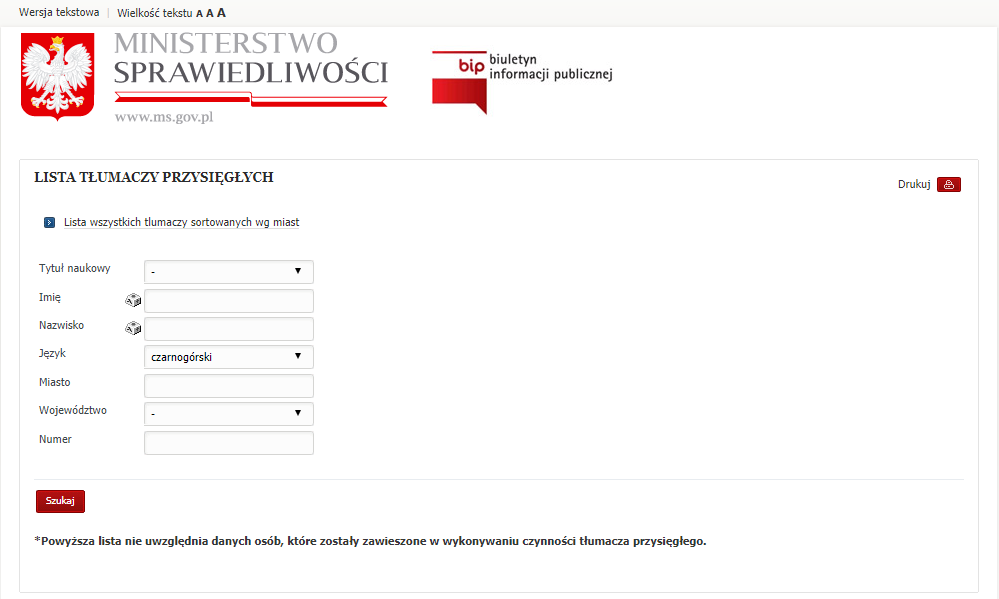 Wersja tekstowa | Wielkość tekstu A A A
MINISTERSTWO
SPRAWIEDLIWOŚCI
www.ms.gov.pl
bip biuletyn
informacji publicznej
LISTA TŁUMACZY PRZYSIĘGŁYCH
Drukuj
Lista wszystkich tlumaczy sortowanych wg miast
Tytuł naukowy -
Imię
Nazwisko
Język czarnogórski
Miasto
Województwo -
Numer
Szukaj
*Powyższa lista nie uwzględnia danych osób, które zostały zawieszone w wykonywaniu czynności tłumacza przysięgłego.